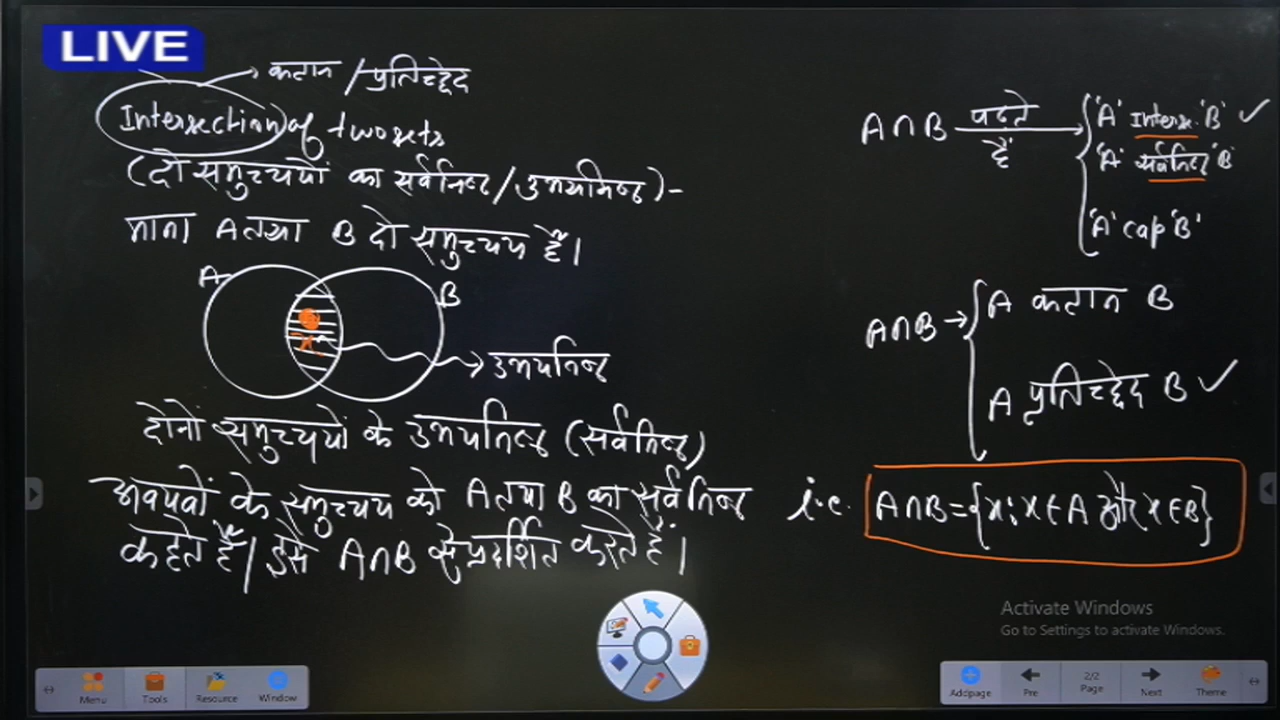 LIVE
कटान / प्रतिच्छेद
Intersection of two sets
(दो समुच्चयों का सर्वनिष्ठ / उभयनिष्ठ) -
माना A तथा B दो समुच्चय हैं।
A
B
उभयनिष्ठ
दोनों समुच्चयों के उभयनिष्ठ (सर्वनिष्ठ)
अवयवों के समुच्चय को A तथा B का सर्वनिष्ठ
कहते हैं। इसे A∩B से प्रदर्शित करते हैं।
A∩B पढते हैं
'A' Interse. 'B' ✓
'A' सर्वनिष्ठ 'B'
'A' cap 'B'
A∩B →
A कटान B
A प्रतिच्छेद B ✓
i.e. A∩B = {x : x ∈ A और x ∈ B}
Activate Windows
Go to Settings to activate Windows.
Menu
Tools
Resource
Window
Addpage
Pre
2/2
Page
Next
Theme